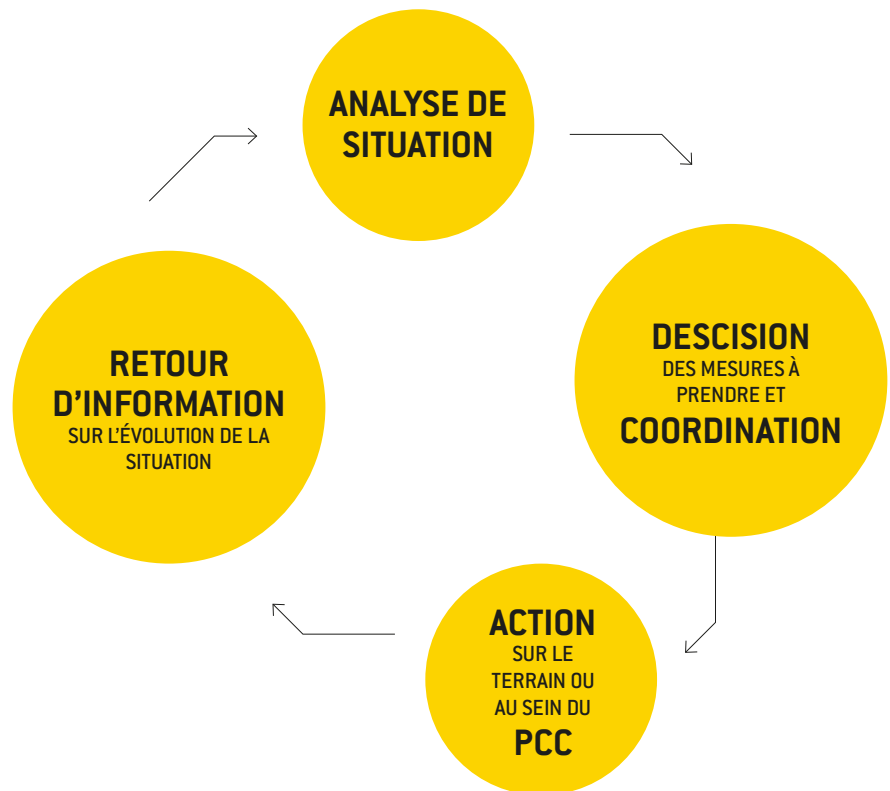 ANALYSE DE
SITUATION
DESCISION
DES MESURES À
PRENDRE ET
COORDINATION
ACTION
SUR LE
TERRAIN OU
AU SEIN DU
PCC
RETOUR
D’INFORMATION
SUR L’ÉVOLUTION DE LA
SITUATION